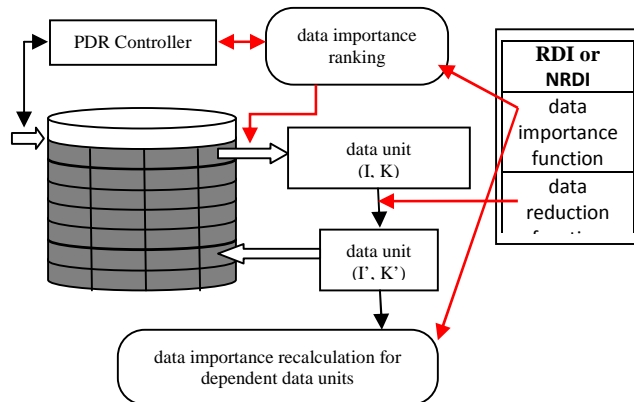 PDR Controller
data importance
ranking
RDI or
NRDI
data
importance
function
data
reduction
data unit
(I, K)
data unit
(I’, K’)
data importance recalculation for
dependent data units